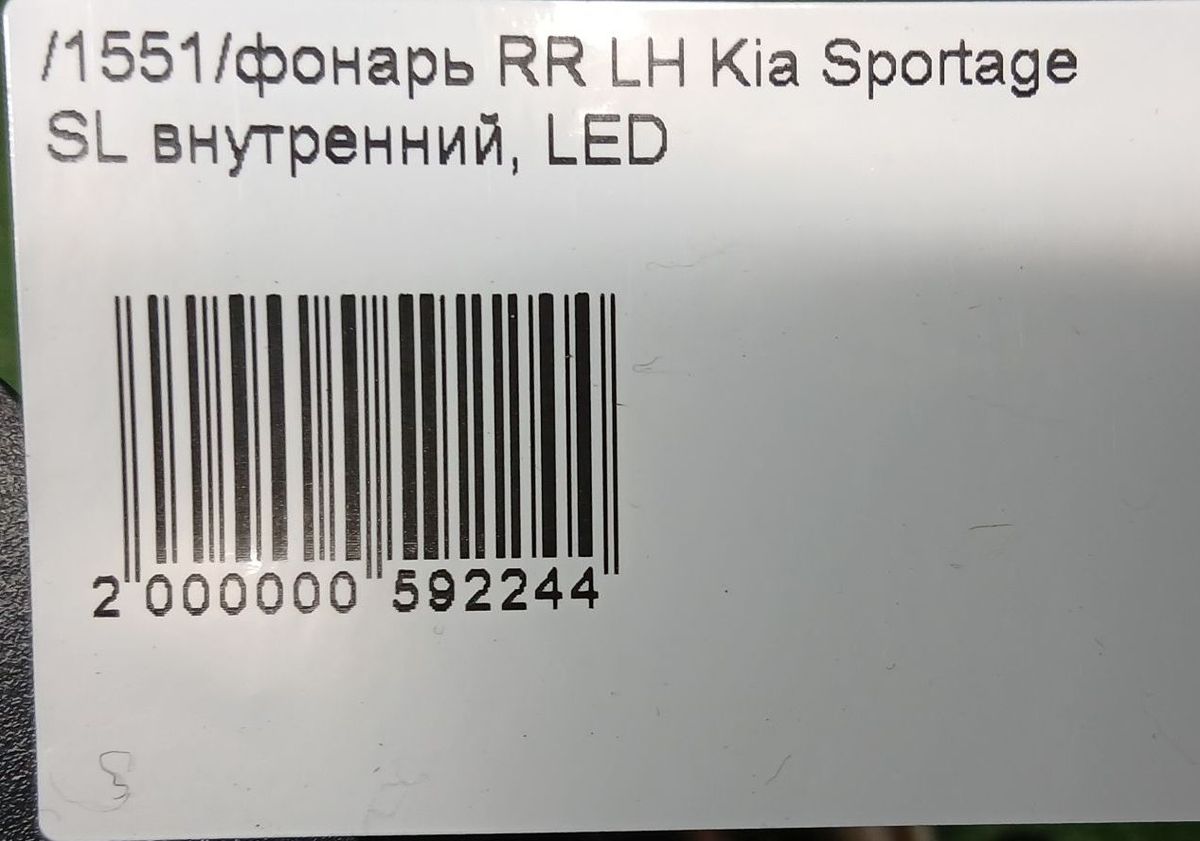 /1551/фонарь RR LH Kia Sportage
SL внутренний, LED
2 000000 592244